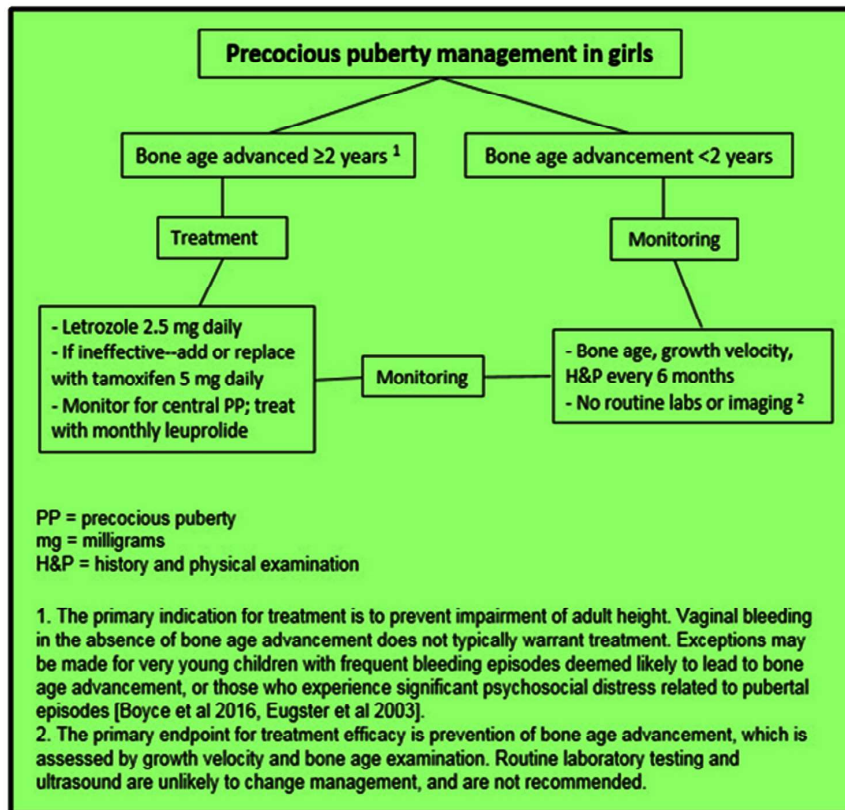 Precocious puberty management in girls
Bone age advanced ≥2 years ¹
Bone age advancement <2 years
Treatment
Monitoring
- Letrozole 2.5 mg daily
- If ineffective--add or replace
with tamoxifen 5 mg daily
- Monitor for central PP; treat
with monthly leuprolide
Monitoring
- Bone age, growth velocity,
H&P every 6 months
- No routine labs or imaging ²
PP = precocious puberty
mg = milligrams
H&P = history and physical examination
1. The primary indication for treatment is to prevent impairment of adult height. Vaginal bleeding
in the absence of bone age advancement does not typically warrant treatment. Exceptions may
be made for very young children with frequent bleeding episodes deemed likely to lead to bone
age advancement, or those who experience significant psychosocial distress related to pubertal
episodes [Boyce et al 2016, Eugster et al 2003].
2. The primary endpoint for treatment efficacy is prevention of bone age advancement, which is
assessed by growth velocity and bone age examination. Routine laboratory testing and
ultrasound are unlikely to change management, and are not recommended.